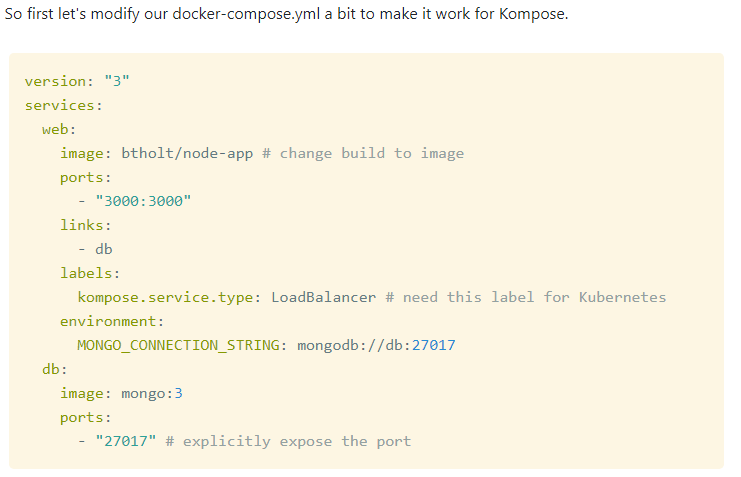 So first let's modify our docker-compose.yml a bit to make it work for Kompose.
version: "3"
services:
  web:
    image: btholt/node-app # change build to image
    ports:
      - "3000:3000"
    links:
      - db
    labels:
      kompose.service.type: LoadBalancer # need this label for Kubernetes
    environment:
      MONGO_CONNECTION_STRING: mongodb://db:27017
  db:
    image: mongo:3
    ports:
      - "27017" # explicitly expose the port